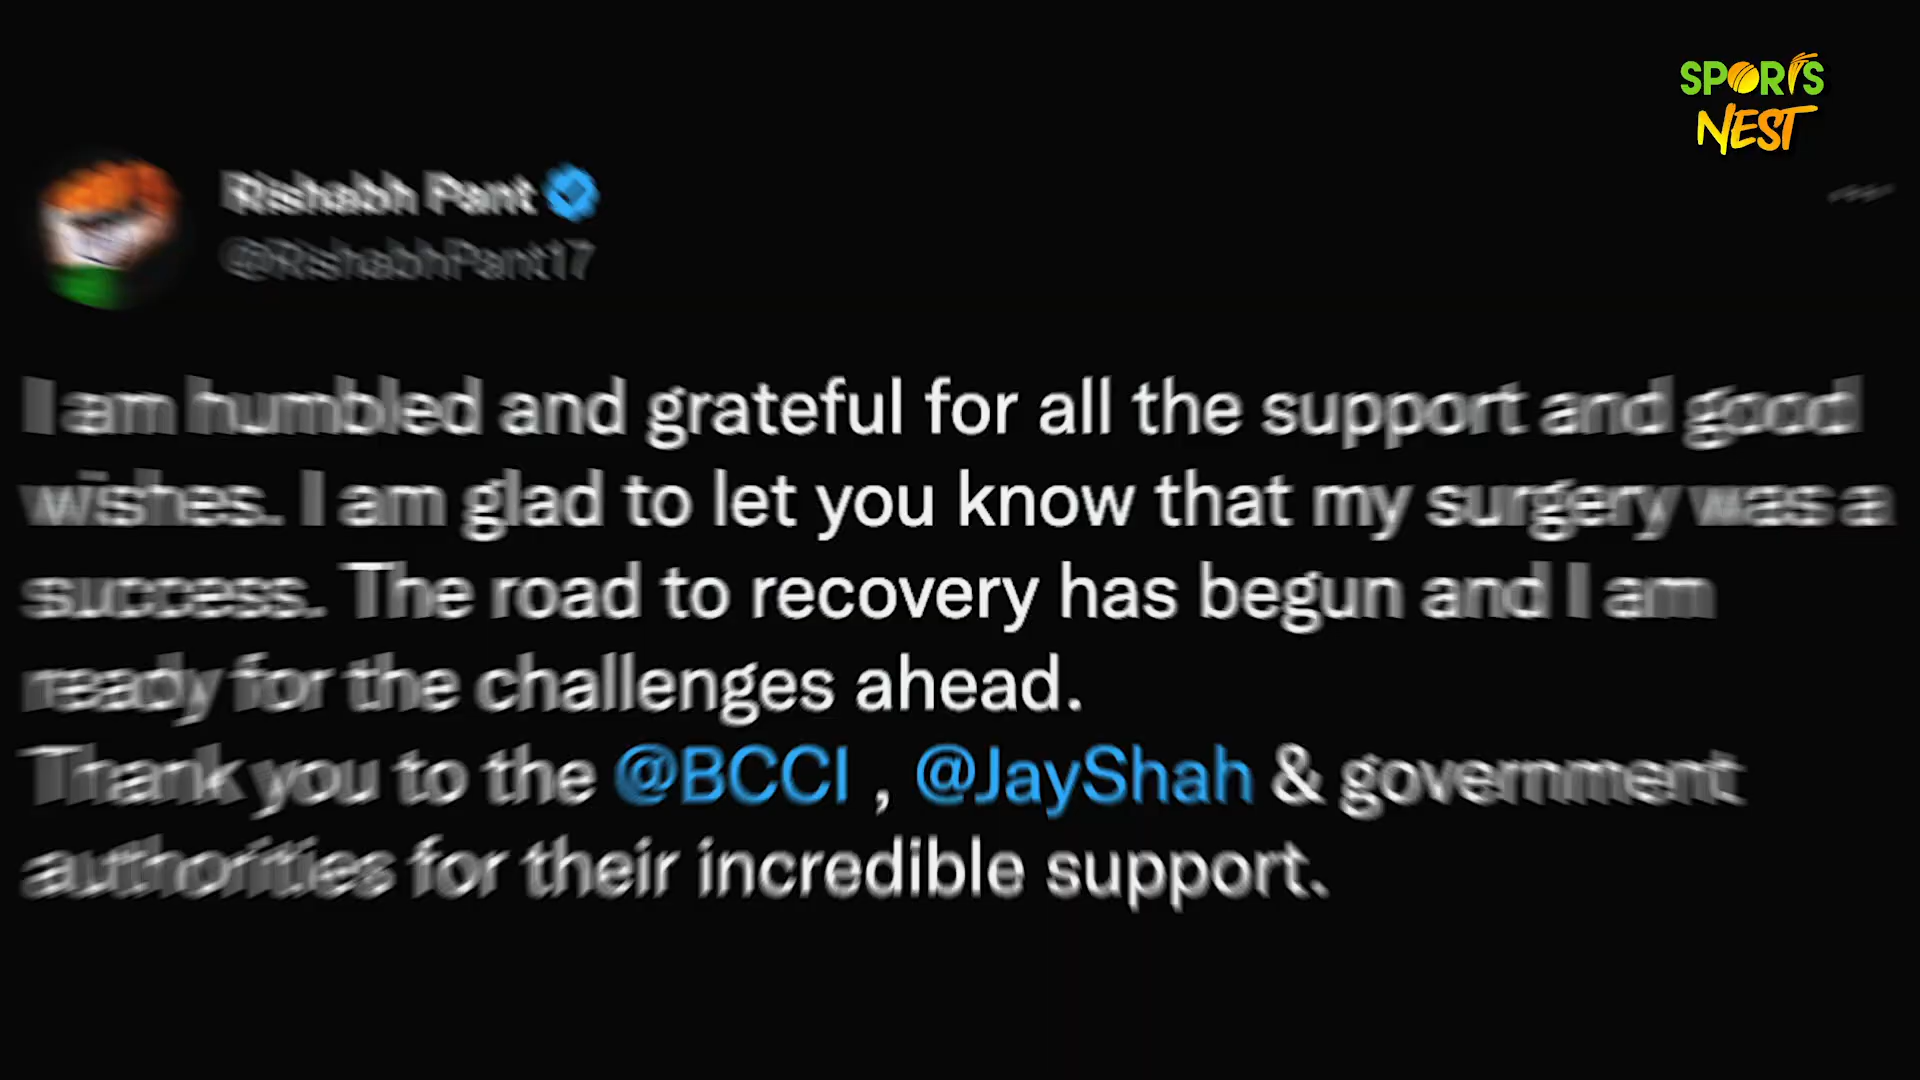 SPORTS
NEST
Rishabh Pant
@RishabhPant17
I am humbled and grateful for all the support and good
wishes. I am glad to let you know that my surgery was a
success. The road to recovery has begun and I am
ready for the challenges ahead.
Thank you to the @BCCI , @JayShah & government
authorities for their incredible support.